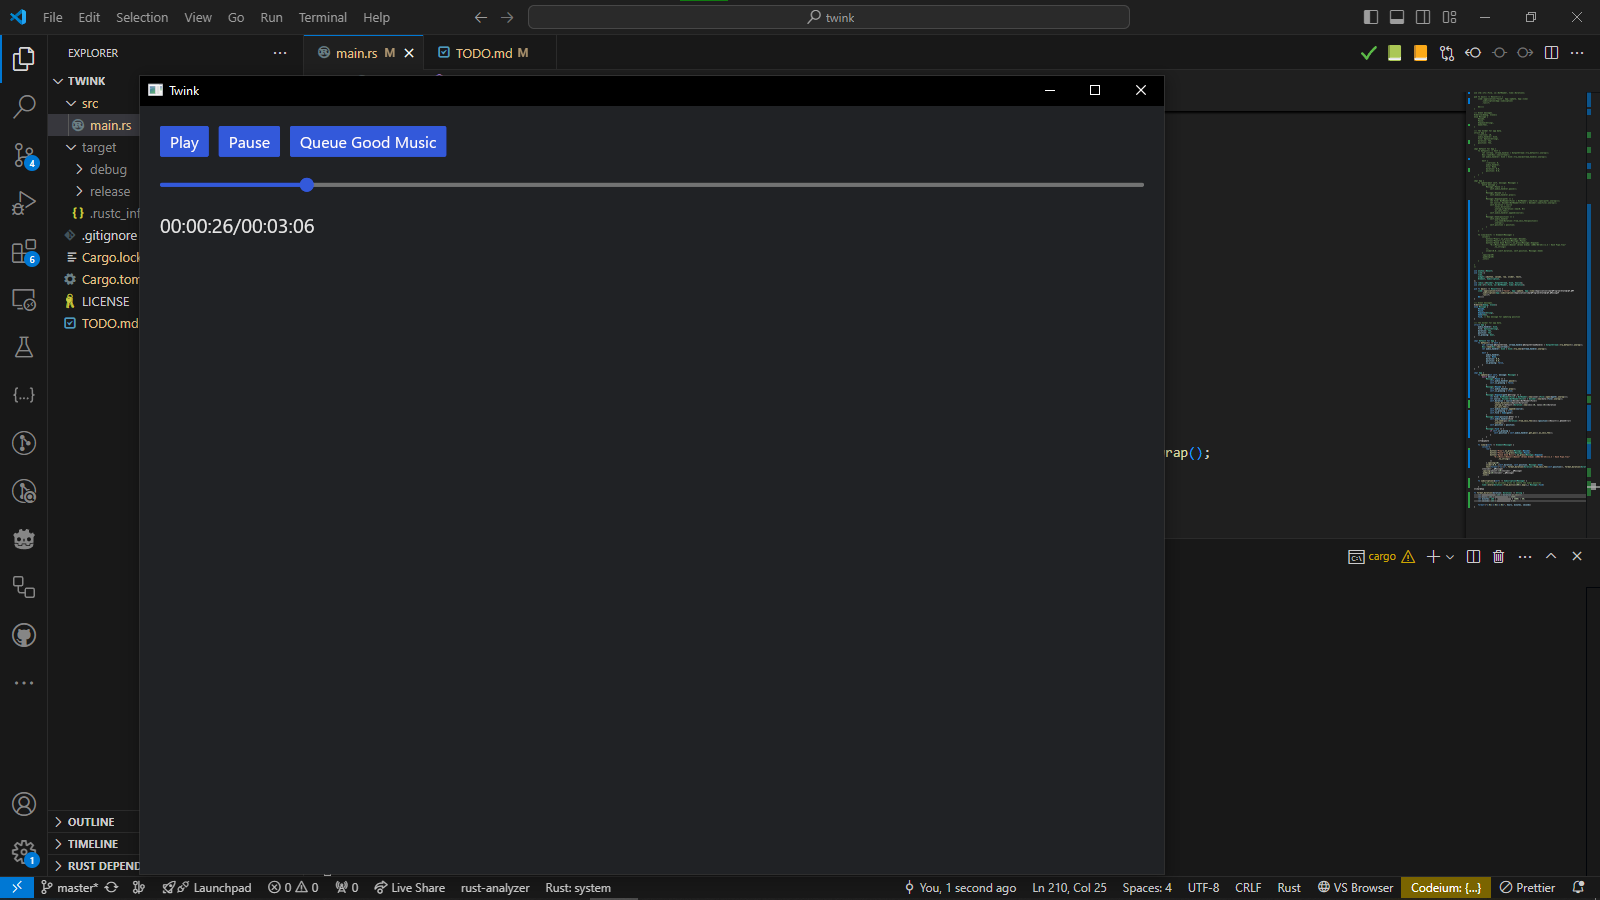 File Edit Selection View Go Run Terminal Help
twink
EXPLORER
main.rs M
TODO.md M
TWINK
src
main.rs
target
debug
release
.rustc_inf
.gitignore
Cargo.lock
Cargo.tom
LICENSE
TODO.md
Twink
Play
Pause
Queue Good Music
00:00:26/00:03:06
rap();
cargo
4
6
1
OUTLINE
TIMELINE
RUST DEPEND
master* Launchpad 0 0 0 Live Share rust-analyzer Rust: system You, 1 second ago Ln 210, Col 25 Spaces: 4 UTF-8 CRLF Rust VS Browser Codeium: {...} Prettier